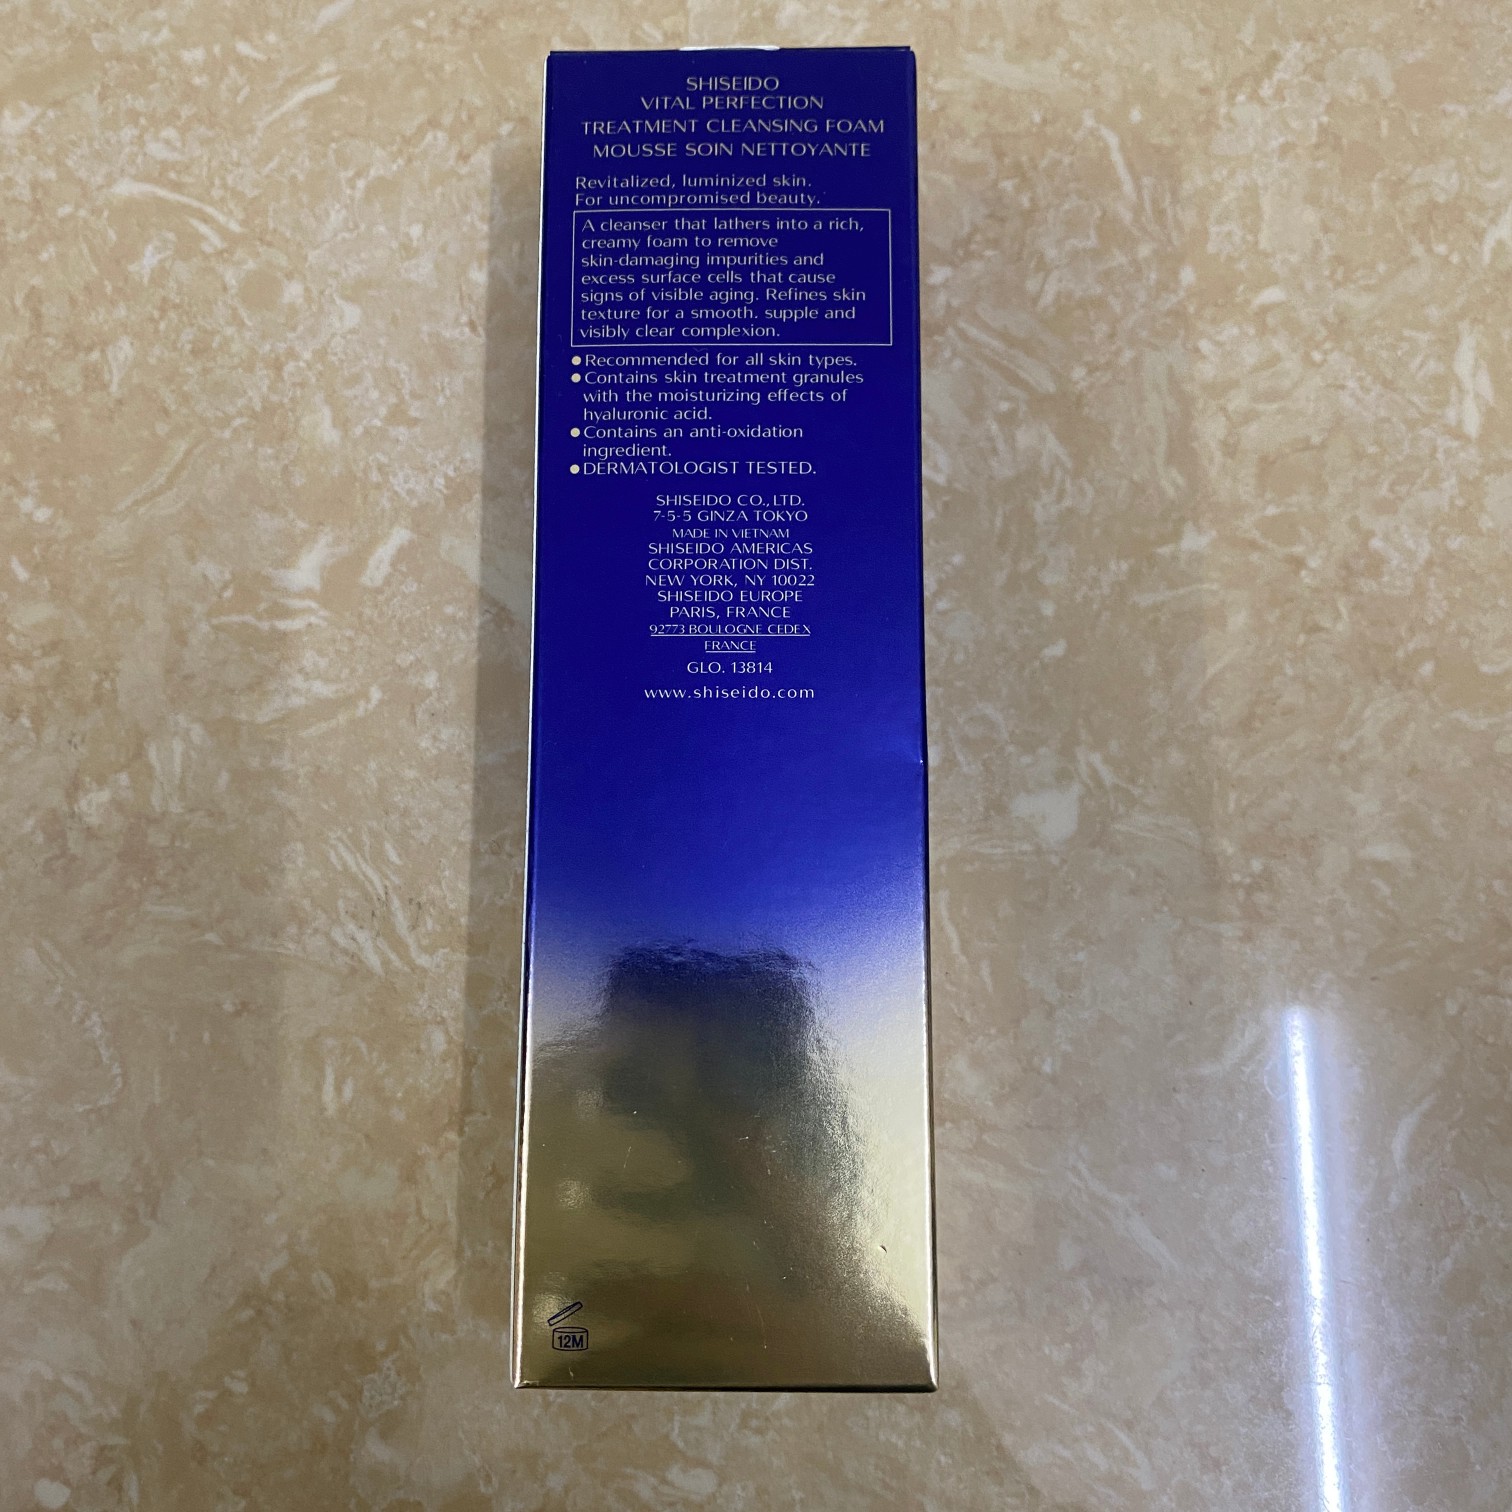 SHISEIDO
VITAL PERFECTION
TREATMENT CLEANSING FOAM
MOUSSE SOIN NETTOYANTE
Revitalized, luminized skin.
For uncompromised beauty.
A cleanser that lathers into a rich,
creamy foam to remove
skin-damaging impurities and
excess surface cells that cause
signs of visible aging. Refines skin
texture for a smooth. supple and
visibly clear complexion.
●Recommended for all skin types.
●Contains skin treatment granules
with the moisturizing effects of
hyaluronic acid.
●Contains an anti-oxidation
ingredient.
●DERMATOLOGIST TESTED.
SHISEIDO CO.,LTD.
7-5-5 GINZA TOKYO
MADE IN VIETNAM
SHISEIDO AMERICAS
CORPORATION DIST.
NEW YORK, NY 10022
SHISEIDO EUROPE
PARIS, FRANCE
92773 BOULOGNE CEDEX
FRANCE
GLO. 13814
www.shiseido.com
12M